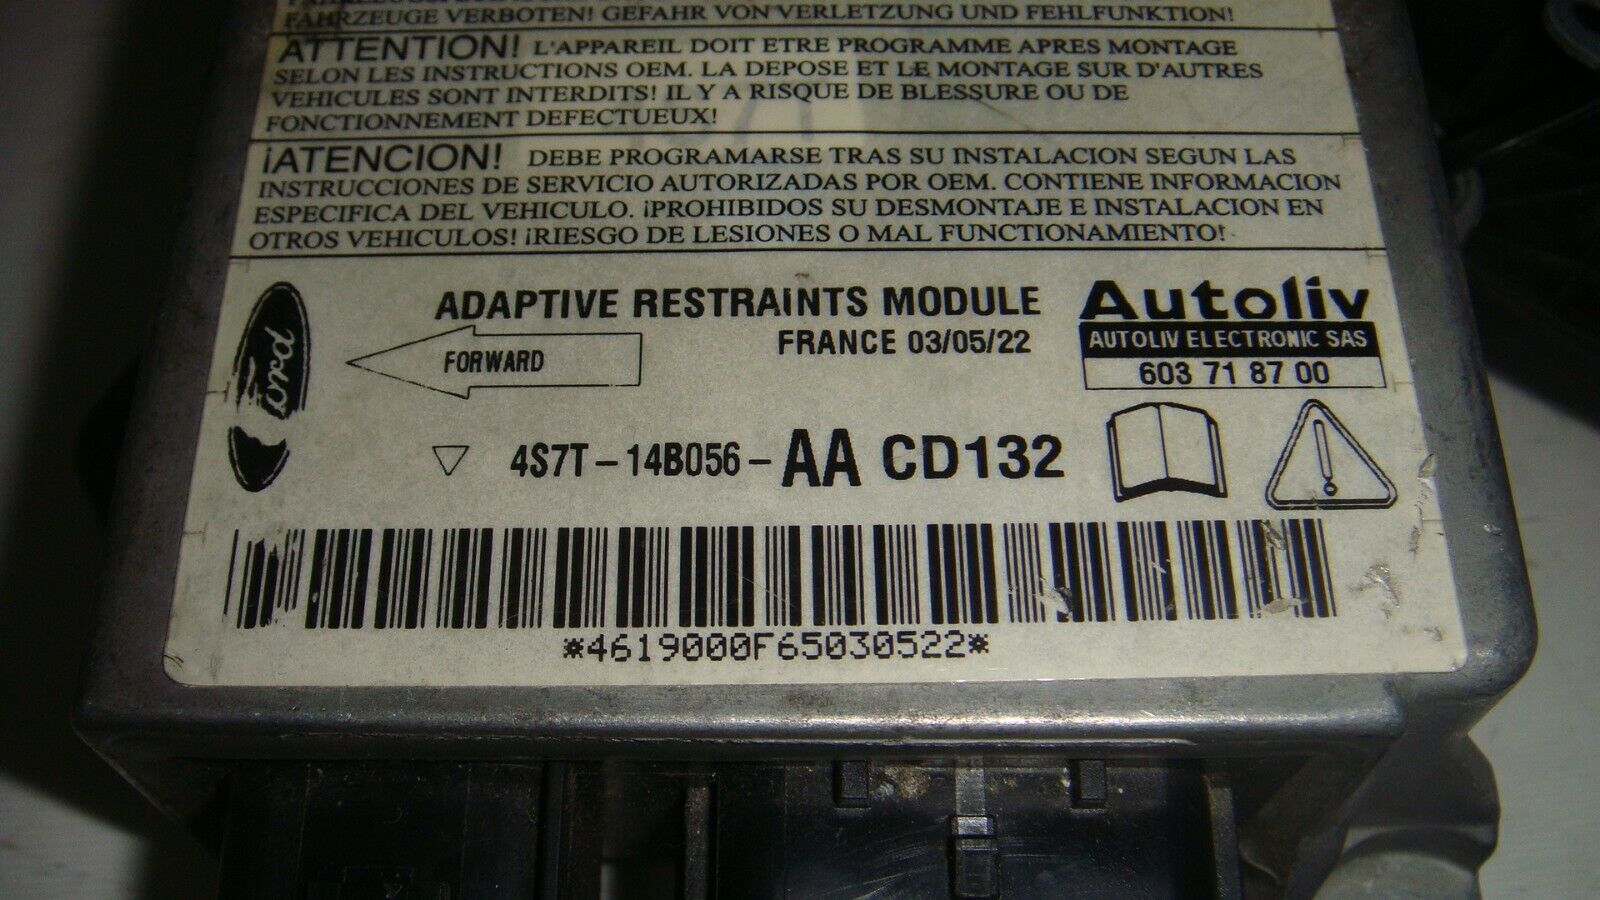 FAHRZEUGE VERBOTEN! GEFAHR VON VERLETZUNG UND FEHLFUNKTION!
ATTENTION! L'APPAREIL DOIT ETRE PROGRAMME APRES MONTAGE
SELON LES INSTRUCTIONS OEM. LA DEPOSE ET LE MONTAGE SUR D'AUTRES
VEHICULES SONT INTERDITS! IL Y A RISQUE DE BLESSURE OU DE
FONCTIONNEMENT DEFECTUEUX!
¡ATENCION! DEBE PROGRAMARSE TRAS SU INSTALACION SEGUN LAS
INSTRUCCIONES DE SERVICIO AUTORIZADAS POR OEM. CONTIENE INFORMACION
ESPECIFICA DEL VEHICULO. ¡PROHIBIDOS SU DESMONTAJE E INSTALACION EN
OTROS VEHICULOS! ¡RIESGO DE LESIONES O MAL FUNCTIONAMIENTO!
Ford
ADAPTIVE RESTRAINTS MODULE
FORWARD
FRANCE 03/05/22
Autoliv
AUTOLIV ELECTRONIC SAS
603 71 87 00
4S7T-14B056-AA CD132
*4619000F65030522*